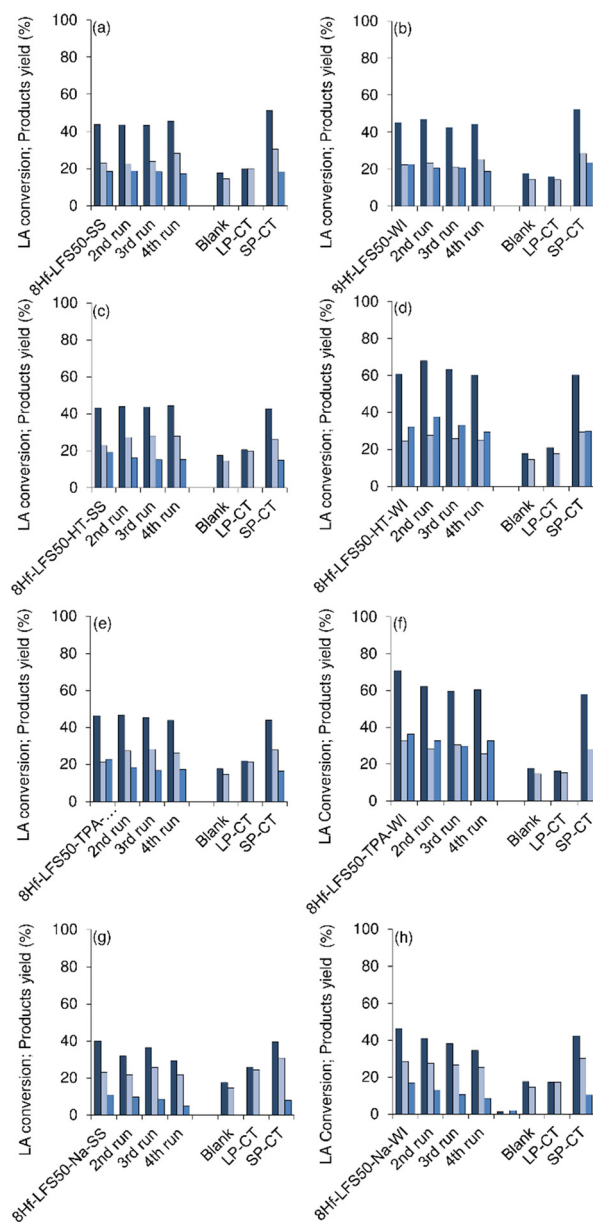 (a)
LA conversion; Products yield (%)
100
80
60
40
20
0
8Hf-LFS50-SS
2nd run
3rd run
4th run
Blank
LP-CT
SP-CT
(b)
LA conversion; Products yield (%)
100
80
60
40
20
0
8Hf-LFS50-WI
2nd run
3rd run
4th run
Blank
LP-CT
SP-CT
(c)
LA conversion; Products yield (%)
100
80
60
40
20
0
8Hf-LFS50-HT-SS
2nd run
3rd run
4th run
Blank
LP-CT
SP-CT
(d)
LA conversion; Products yield (%)
100
80
60
40
20
0
8Hf-LFS50-HT-WI
2nd run
3rd run
4th run
Blank
LP-CT
SP-CT
(e)
LA conversion; Products yield (%)
100
80
60
40
20
0
8Hf-LFS50-TPA-...
2nd run
3rd run
4th run
Blank
LP-CT
SP-CT
(f)
LA Conversion; Products yield (%)
100
80
60
40
20
0
8Hf-LFS50-TPA-WI
2nd run
3rd run
4th run
Blank
LP-CT
SP-CT
(g)
LA conversion; Products yield (%)
100
80
60
40
20
0
8Hf-LFS50-Na-SS
2nd run
3rd run
4th run
Blank
LP-CT
SP-CT
(h)
LA Conversion; Products yield (%)
100
80
60
40
20
0
8Hf-LFS50-Na-WI
2nd run
3rd run
4th run
Blank
LP-CT
SP-CT